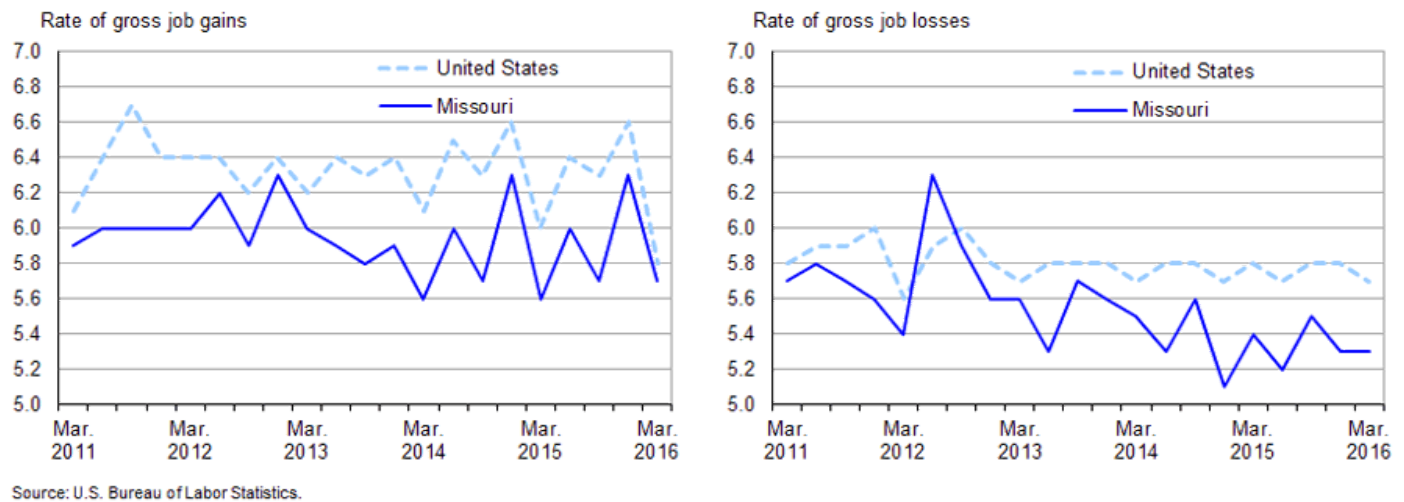 Rate of gross job gains
7.0
6.8
6.6
6.4
6.2
6.0
5.8
5.6
5.4
5.2
5.0
United States
Missouri
Mar. Mar. Mar. Mar. Mar. Mar.
2011 2012 2013 2014 2015 2016
Rate of gross job losses
7.0
6.8
6.6
6.4
6.2
6.0
5.8
5.6
5.4
5.2
5.0
United States
Missouri
Mar. Mar. Mar. Mar. Mar. Mar.
2011 2012 2013 2014 2015 2016
Source: U.S. Bureau of Labor Statistics.